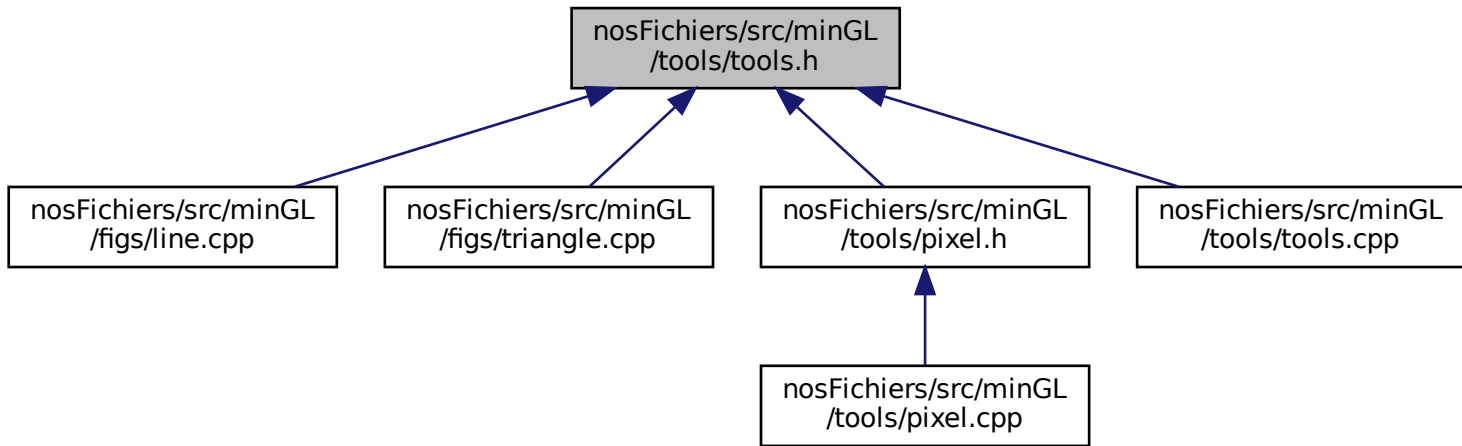 nosFichiers/src/minGL
/tools/tools.h
nosFichiers/src/minGL
/figs/line.cpp
nosFichiers/src/minGL
/figs/triangle.cpp
nosFichiers/src/minGL
/tools/pixel.h
nosFichiers/src/minGL
/tools/tools.cpp
nosFichiers/src/minGL
/tools/pixel.cpp